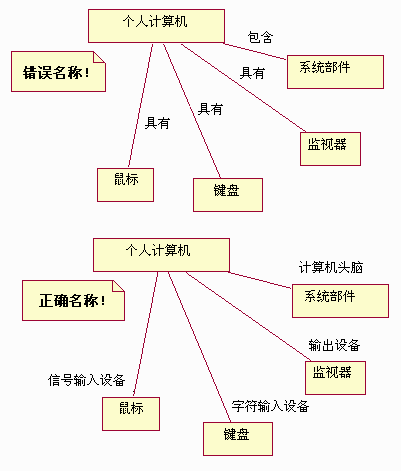 个人计算机
包含
错误名称!
系统部件
具有
具有
具有
监视器
鼠标
键盘
个人计算机
计算机头脑
正确名称!
系统部件
输出设备
监视器
信号输入设备
字符输入设备
鼠标
键盘